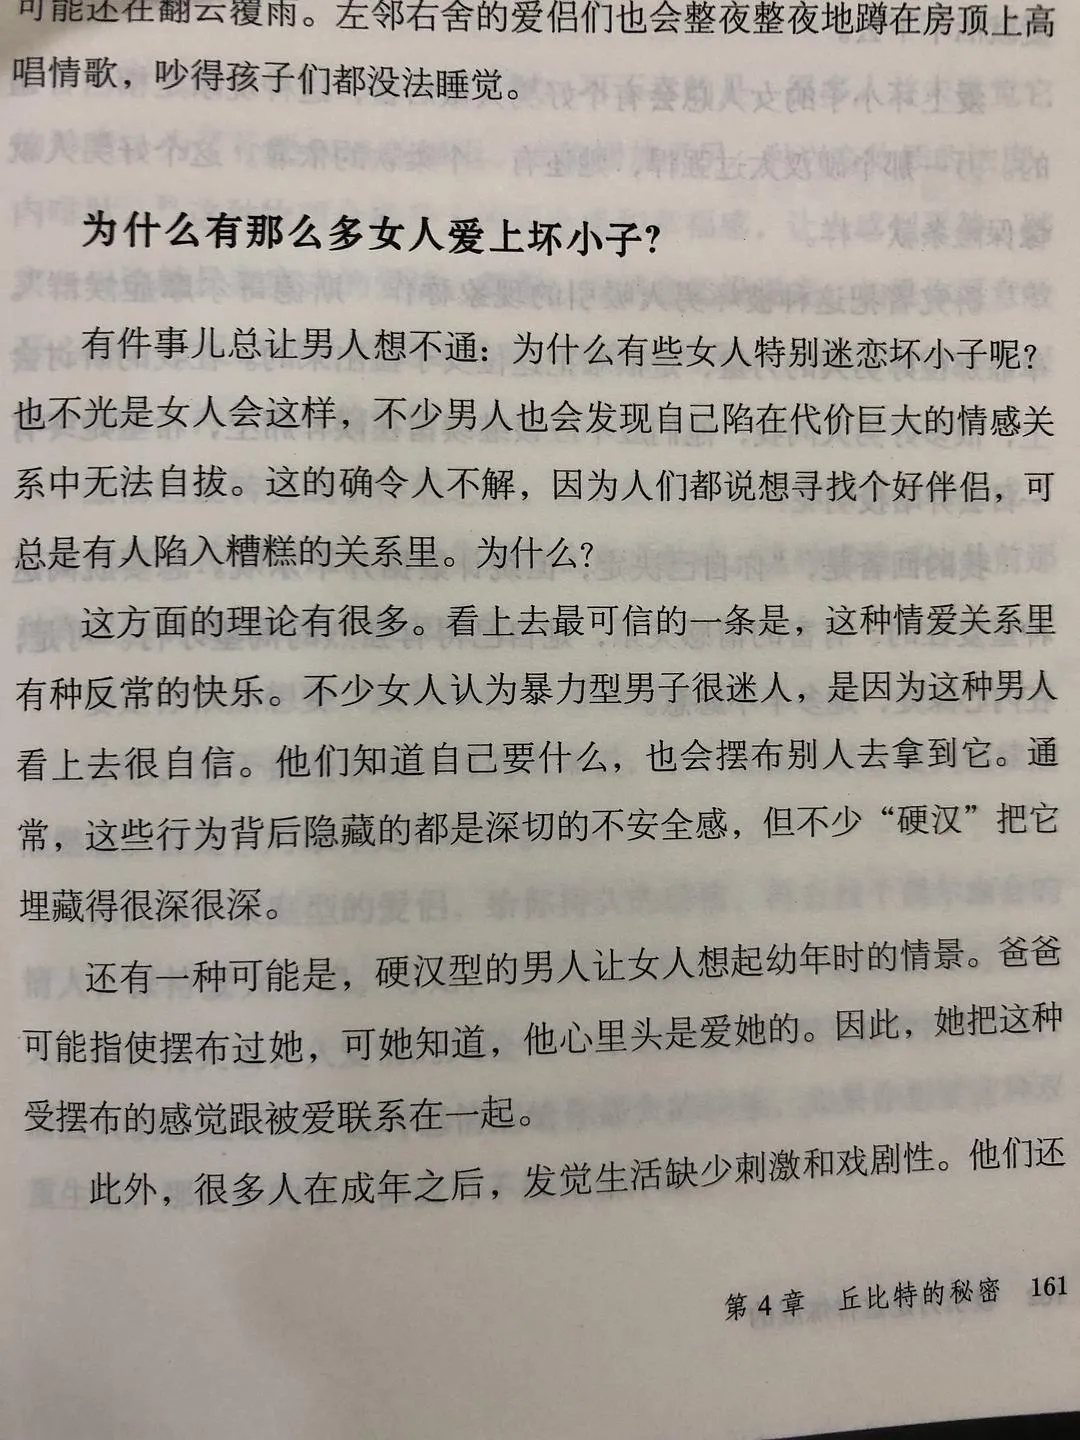 可能还在翻云覆雨。左邻右舍的爱侣们也会整夜整夜地蹲在房顶上高
唱情歌，吵得孩子们都没法睡觉。
为什么有那么多女人爱上坏小子？
有件事儿总让男人想不通：为什么有些女人特别迷恋坏小子呢？
也不光是女人会这样，不少男人也会发现自己陷在代价巨大的情感关
系中无法自拔。这的确令人不解，因为人们都说想寻找个好伴侣，可
总是有人陷入糟糕的关系里。为什么？
这方面的理论有很多。看上去最可信的一条是，这种情爱关系里
有种反常的快乐。不少女人认为暴力型男子很迷人，是因为这种男人
看上去很自信。他们知道自己要什么，也会摆布别人去拿到它。通
常，这些行为背后隐藏的都是深切的不安全感，但不少“硬汉”把它
埋藏得很深很深。
还有一种可能是，硬汉型的男人让女人想起幼年时的情景。爸爸
可能指使摆布过她，可她知道，他心里头是爱她的。因此，她把这种
受摆布的感觉跟被爱联系在一起。
此外，很多人在成年之后，发觉生活缺少刺激和戏剧性。他们还
第4章 丘比特的秘密 161